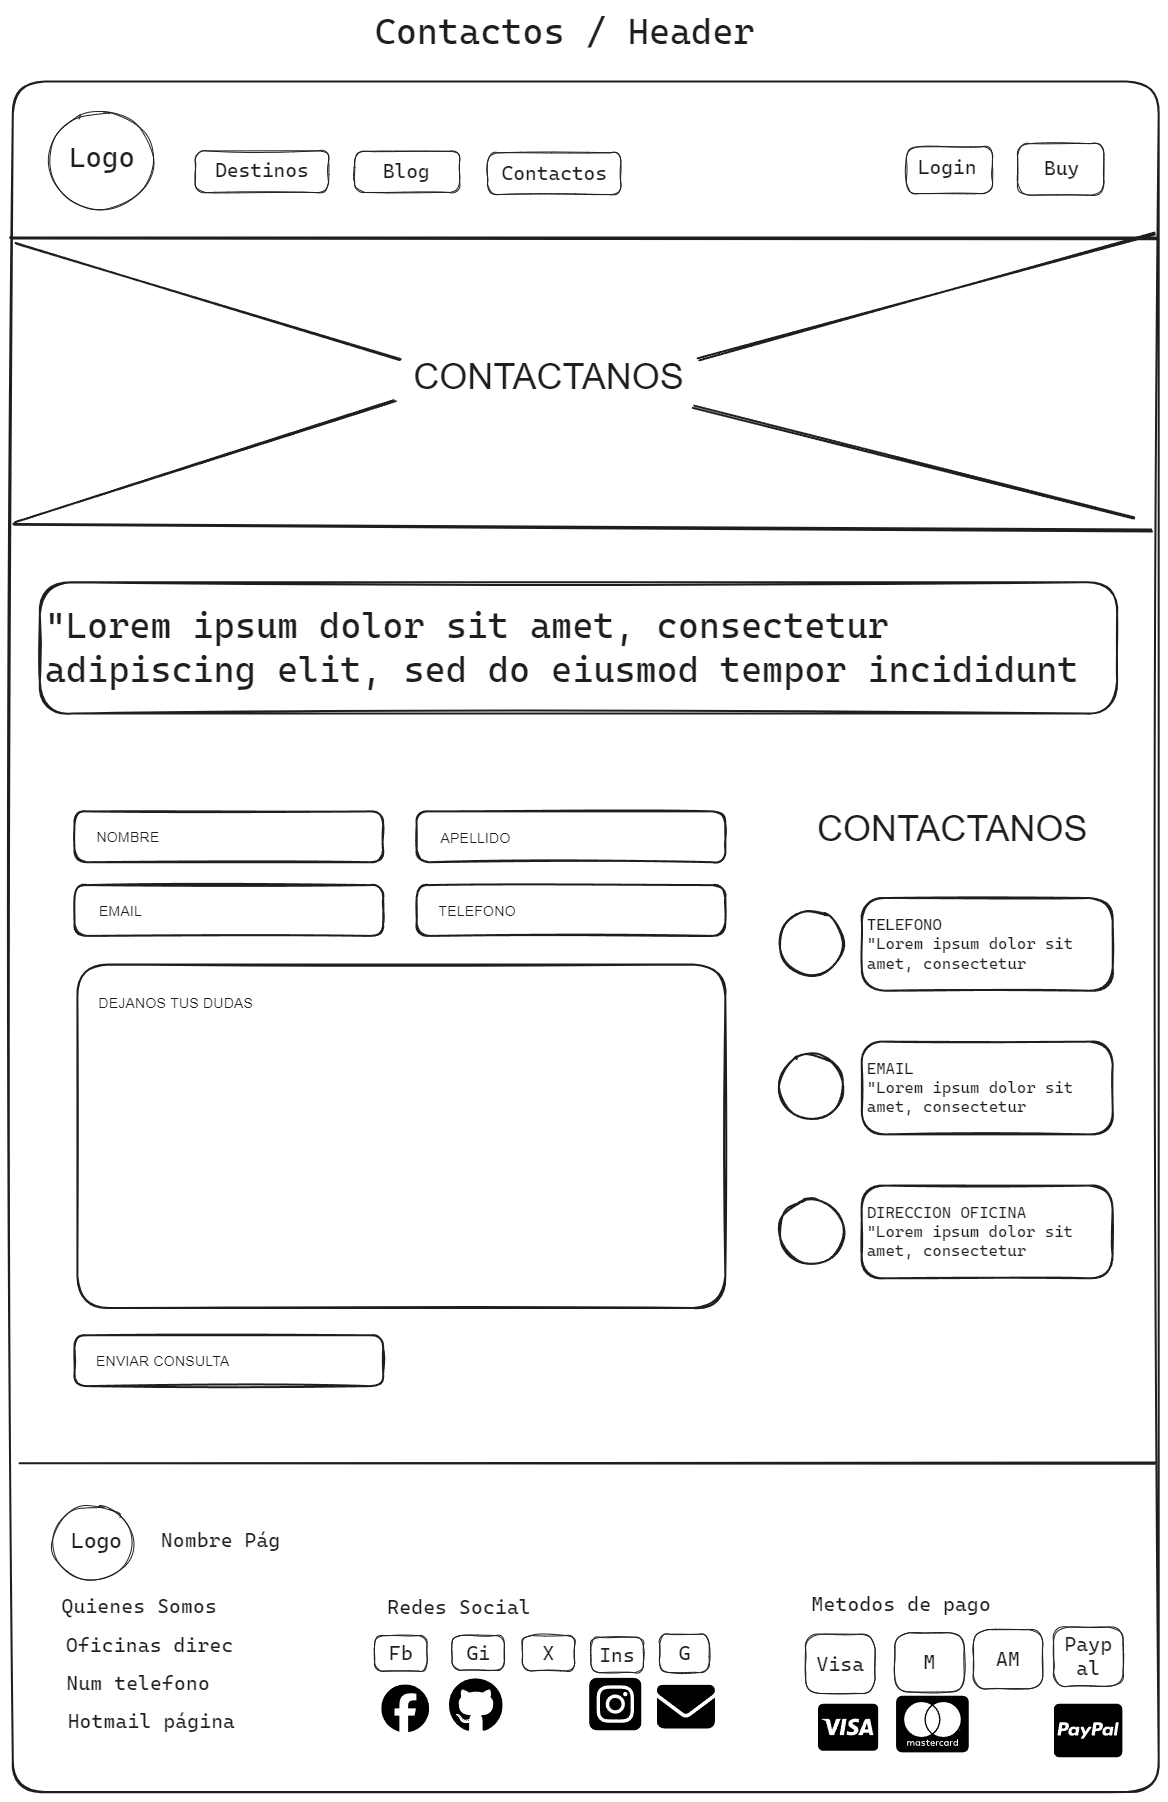 Contactos / Header
Logo
Destinos
Blog
Contactos
Login
Buy
CONTACTANOS
"Lorem ipsum dolor sit amet, consectetur
adipiscing elit, sed do eiusmod tempor incididunt
NOMBRE
APELLIDO
EMAIL
TELEFONO
DEJANOS TUS DUDAS
ENVIAR CONSULTA
CONTACTANOS
TELEFONO
"Lorem ipsum dolor sit
amet, consectetur
EMAIL
"Lorem ipsum dolor sit
amet, consectetur
DIRECCION OFICINA
"Lorem ipsum dolor sit
amet, consectetur
Logo
Nombre Pág
Quienes Somos
Oficinas direc
Num telefono
Hotmail página
Redes Social
Fb
Gi
X
Ins
G
Metodos de pago
Visa
M
AM
Payp
al
VISA
mastercard
PayPal